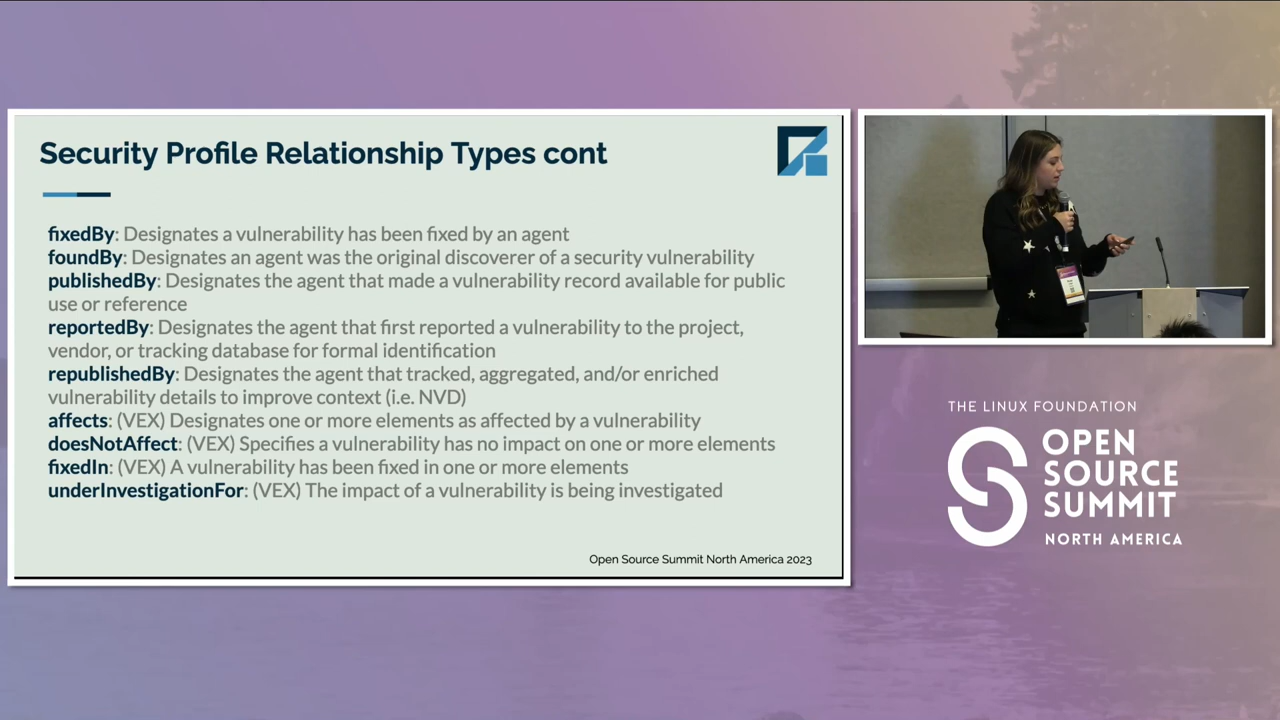 Security Profile Relationship Types cont
fixedBy: Designates a vulnerability has been fixed by an agent
foundBy: Designates an agent was the original discoverer of a security vulnerability
publishedBy: Designates the agent that made a vulnerability record available for public
use or reference
reportedBy: Designates the agent that first reported a vulnerability to the project,
vendor, or tracking database for formal identification
republishedBy: Designates the agent that tracked, aggregated, and/or enriched
vulnerability details to improve context (i.e. NVD)
affects: (VEX) Designates one or more elements as affected by a vulnerability
doesNotAffect: (VEX) Specifies a vulnerability has no impact on one or more elements
fixedIn: (VEX) A vulnerability has been fixed in one or more elements
underInvestigationFor: (VEX) The impact of a vulnerability is being investigated
Open Source Summit North America 2023
THE LINUX FOUNDATION
OPEN
SOURCE
SUMMIT
NORTH AMERICA